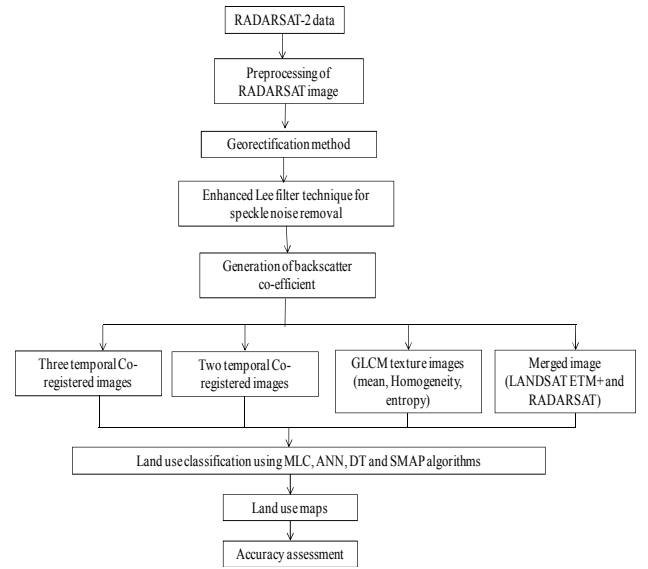 RADARSAT-2 data
Preprocessing of
RADARSAT image
Georectification method
Enhanced Lee filter technique for
speckle noise removal
Generation of backscatter
co-efficient
Three temporal Co-
registered images
Two temporal Co-
registered images
GLCM texture images
(mean, Homogeneity,
entropy)
Merged image
(LANDSAT ETM+ and
RADARSAT)
Land use classification using MLC, ANN, DT and SMAP algorithms
Land use maps
Accuracy assessment